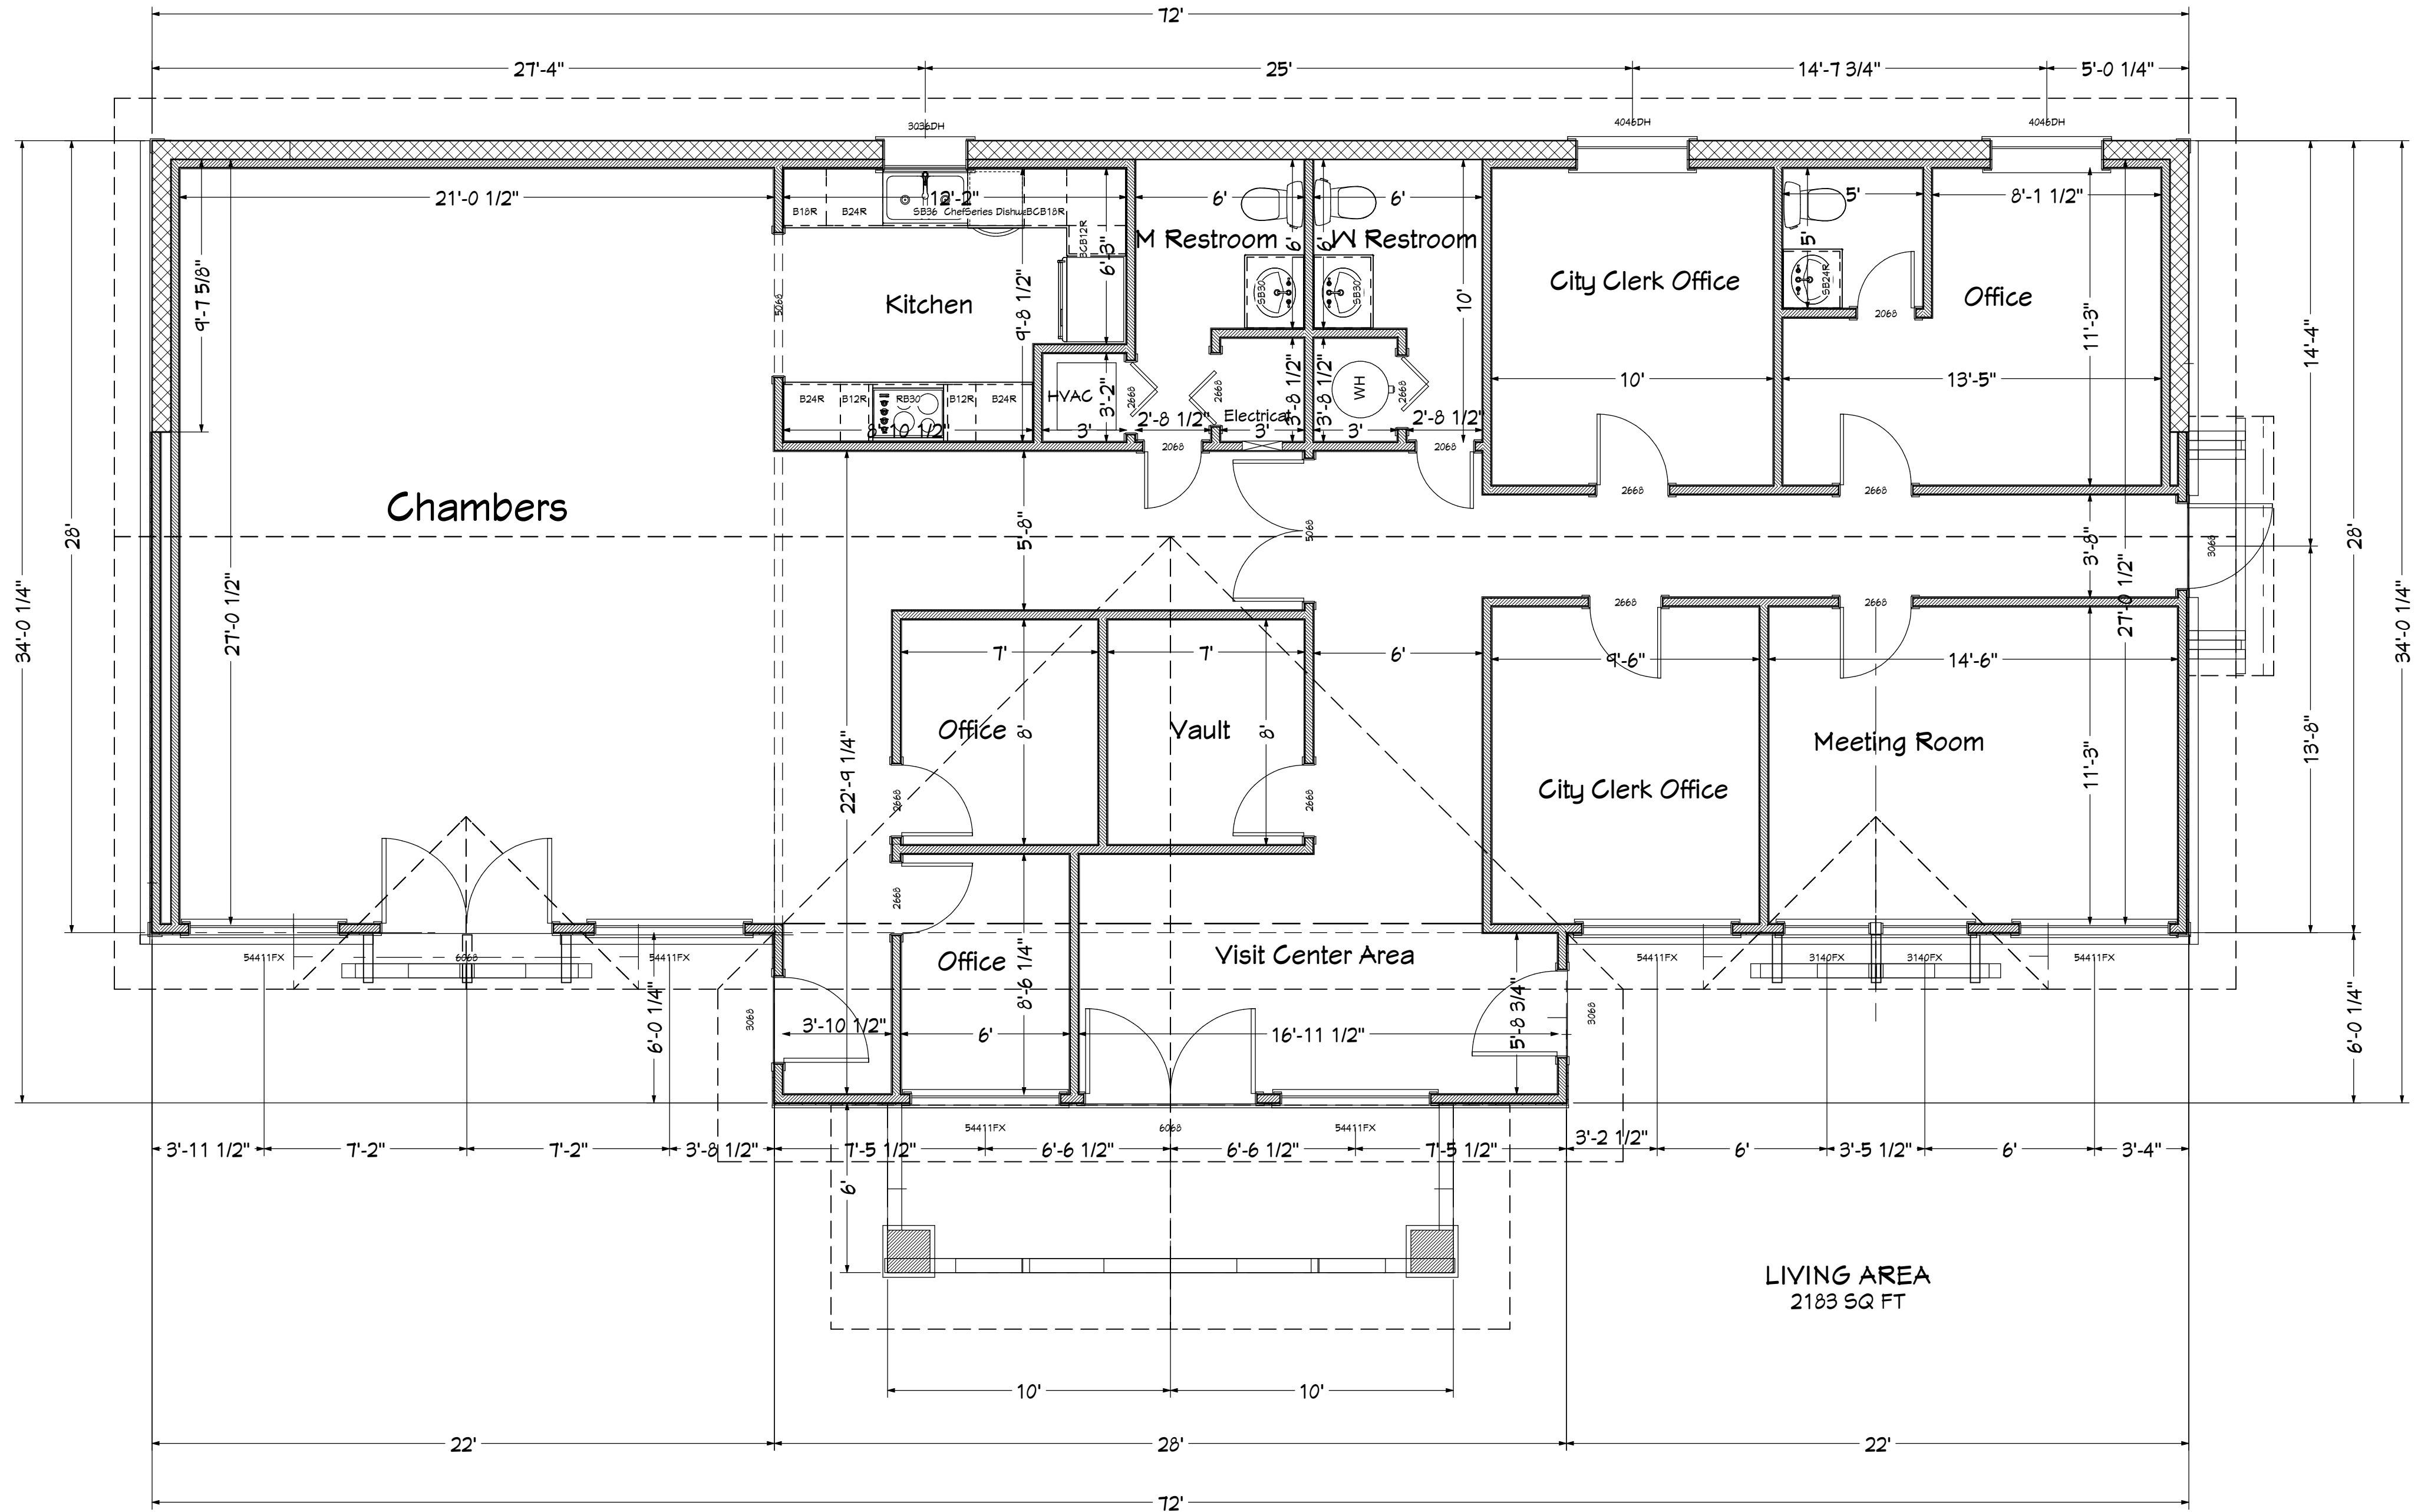 72'
27'-4"
25'
14'-7 3/4"
5'-0 1/4"
3036DH
4046DH
4046DH
21'-0 1/2"
12'-2"
6'
6'
5'
8'-1 1/2"
B18R
B24R
SB36
ChefSeries
BCB18R
BCB12R
M Restroom
W Restroom
6'
6'
5'
City Clerk Office
Office
9'-7 5/8"
5068
Kitchen
9'-8 1/2"
6'-3"
SB30
SB30
10'
SB24R
2068
11'-3"
14'-4"
10'
13'-5"
B24R
B12R
RB30
B12R
B24R
HVAC
3'-2"
2668
2668
3'-8 1/2"
3'-8 1/2"
WH
2668
Electrical
2'-8 1/2"
2'-8 1/2"
8'-10 1/2"
3'
3'
3'
2068
2068
2668
2668
Chambers
28'
5'-8"
5068
3'-8"
3068
28'
34'-0 1/4"
27'-0 1/2"
27'-0 1/2"
34'-0 1/4"
2668
2668
7'
7'
6'
9'-6"
14'-6"
Office
8'
Vault
8'
Meeting Room
11'-3"
13'-8"
22'-9 1/4"
2668
2668
City Clerk Office
2668
54411FX
6068
54411FX
Office
8'-6 1/4"
Visit Center Area
54411FX
3140FX
3140FX
54411FX
6'-0 1/4"
3068
3'-10 1/2"
6'
16'-11 1/2"
5'-8 3/4"
3068
6'-0 1/4"
54411FX
6068
54411FX
3'-11 1/2"
7'-2"
7'-2"
3'-8 1/2"
7'-5 1/2"
6'-6 1/2"
6'-6 1/2"
7'-5 1/2"
3'-2 1/2"
6'
3'-5 1/2"
6'
3'-4"
6'
LIVING AREA
2183 SQ FT
10'
10'
22'
28'
22'
72'